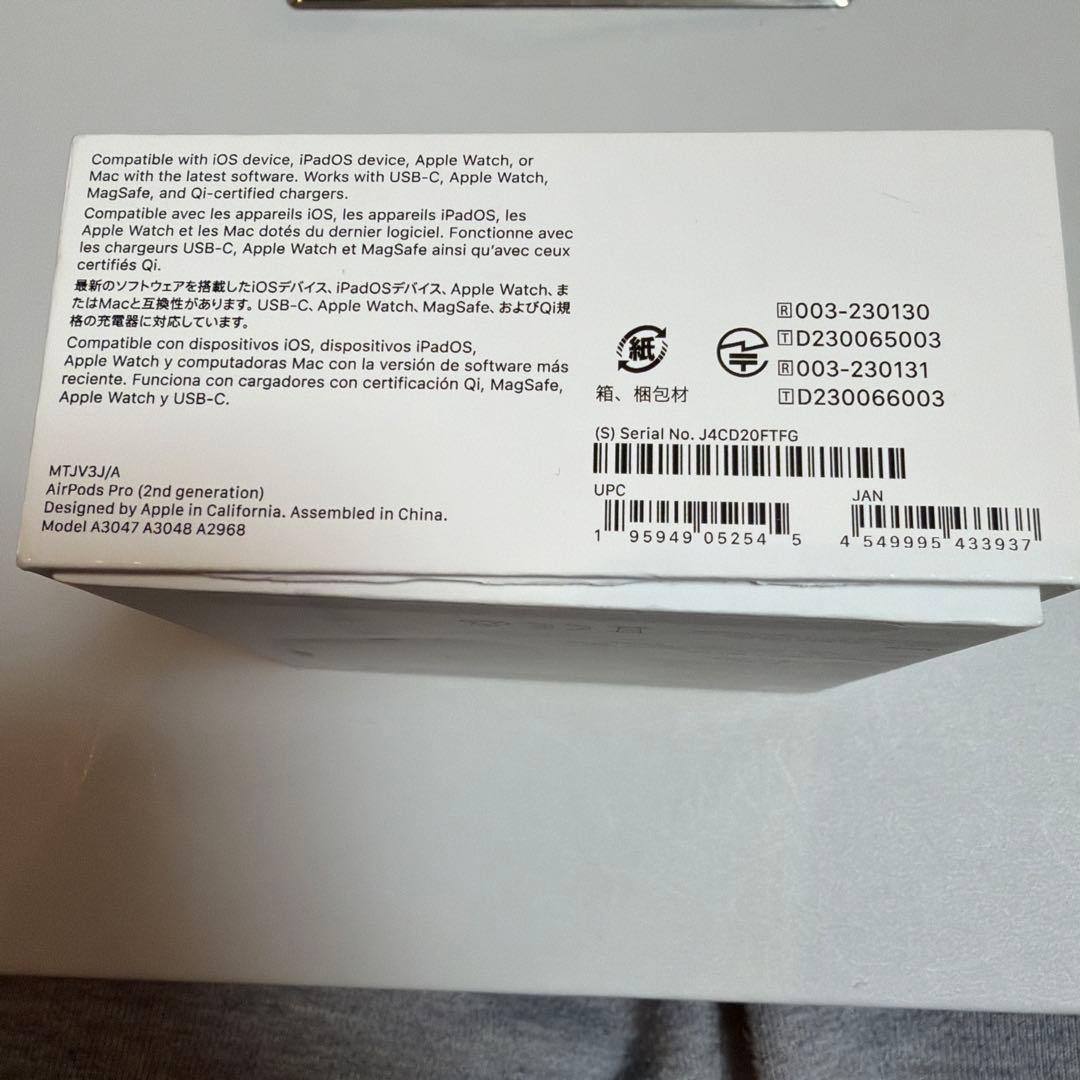 Compatible with iOS device, iPadOS device, Apple Watch, or
Mac with the latest software. Works with USB-C, Apple Watch,
MagSafe, and Qi-certified chargers.
Compatible avec les appareils iOS, les appareils iPadOS, les
Apple Watch et les Mac dotés du dernier logiciel. Fonctionne avec
les chargeurs USB-C, Apple Watch et MagSafe ainsi qu'avec ceux
certifiés Qi.
最新のソフトウェアを搭載したiOSデバイス、iPadOSデバイス、Apple Watch、ま
たはMacと互換性があります。USB-C、Apple Watch、MagSafe、およびQi規
格の充電器に対応しています。
Compatible con dispositivos iOS, dispositivos iPadOS,
Apple Watch y computadoras Mac con la versión de software más
reciente. Funciona con cargadores con certificación Qi, MagSafe,
Apple Watch y USB-C.
MTJV3J/A
AirPods Pro (2nd generation)
Designed by Apple in California. Assembled in China.
Model A3047 A3048 A2968
紙
箱、梱包材
R 003-230130
T D230065003
R 003-230131
T D230066003
(S) Serial No. J4CD20FTFG
UPC
1 95949 05254 5
JAN
4 549995 433937